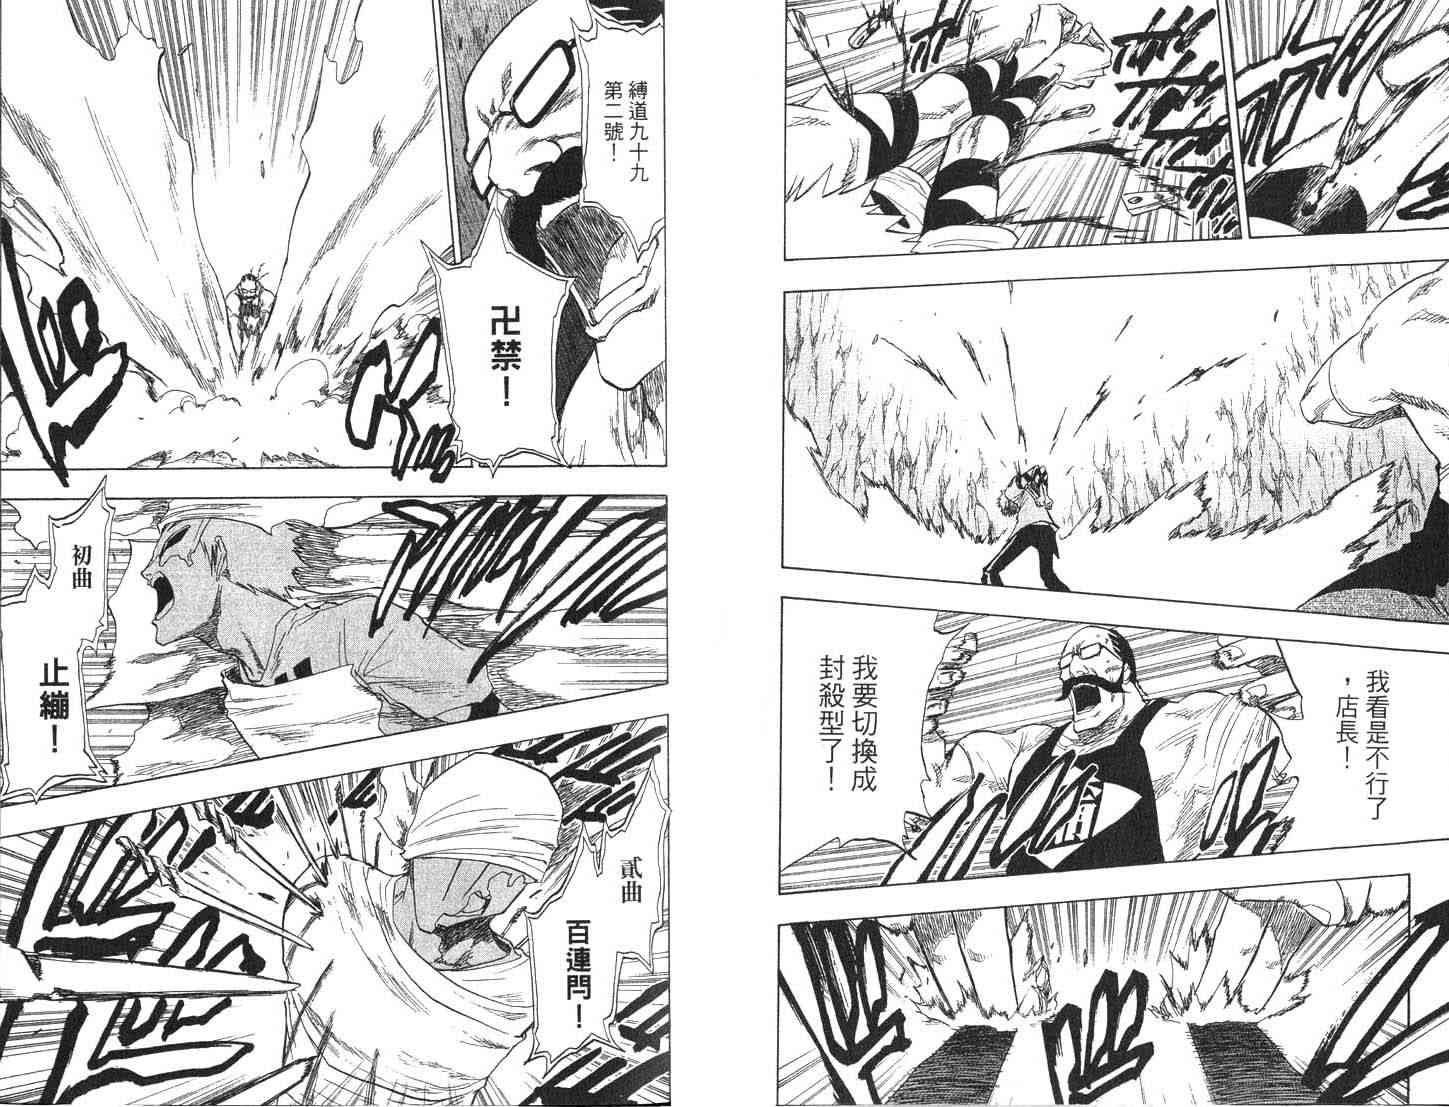 我看是不行了
，店長！
我要切換成
封殺型了！
縛道九十九
第二號！
卍禁！
初曲
止繃！
貳曲
百連閂！